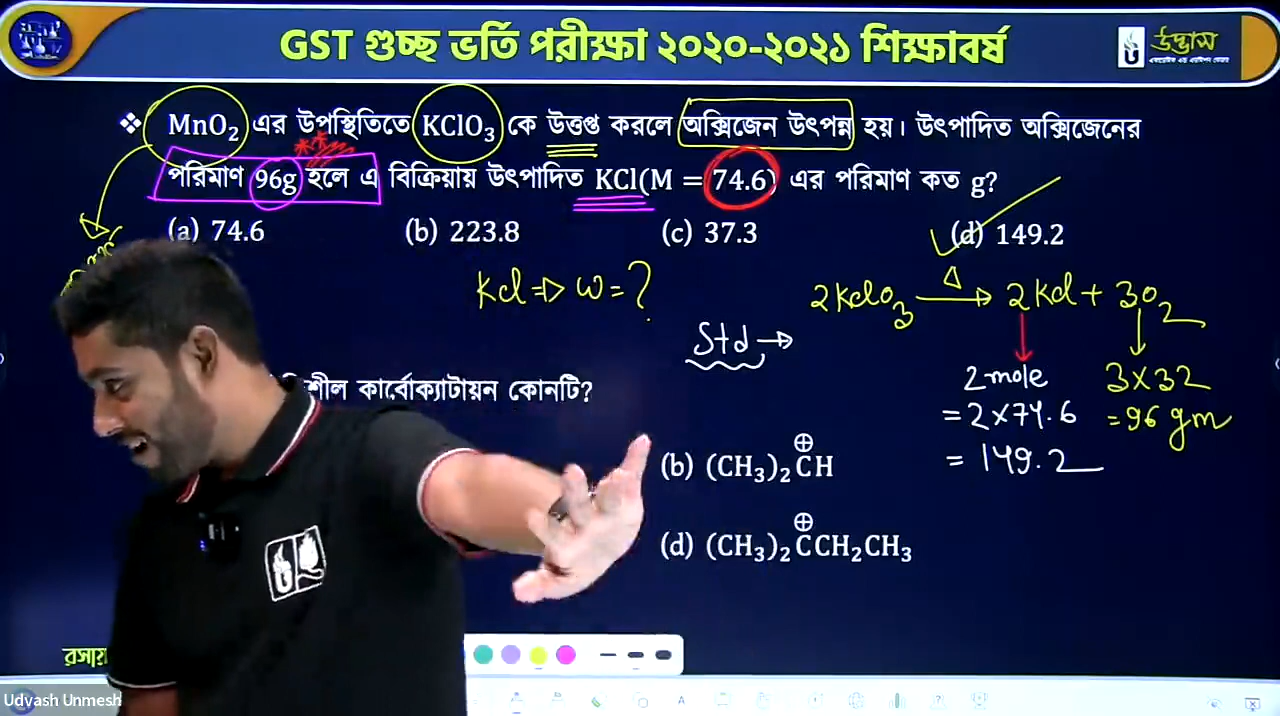 GST গুচ্ছ ভর্তি পরীক্ষা ২০২০-২০২১ শিক্ষাবর্ষ
উদ্ভাস
❖ MnO₂ এর উপস্থিতিতে KClO₃ কে উত্তপ্ত করলে অক্সিজেন উৎপন্ন হয়। উৎপাদিত অক্সিজেনের
পরিমাণ 96g হলে এ বিক্রিয়ায় উৎপাদিত KCl(M = 74.6) এর পরিমাণ কত g?
(a) 74.6 (b) 223.8 (c) 37.3 (d) 149.2
Kcl ⇒ w = ?
2KclO₃ →Δ 2Kcl + 3O₂
Std →
2 mole
= 2×74.6
= 149.2
3×32
= 96 gm
কার্বোক্যাটায়ন কোনটি?
(b) (CH₃)₂C⊕H
(d) (CH₃)₂C⊕CH₂CH₃
Udvash Unmesh